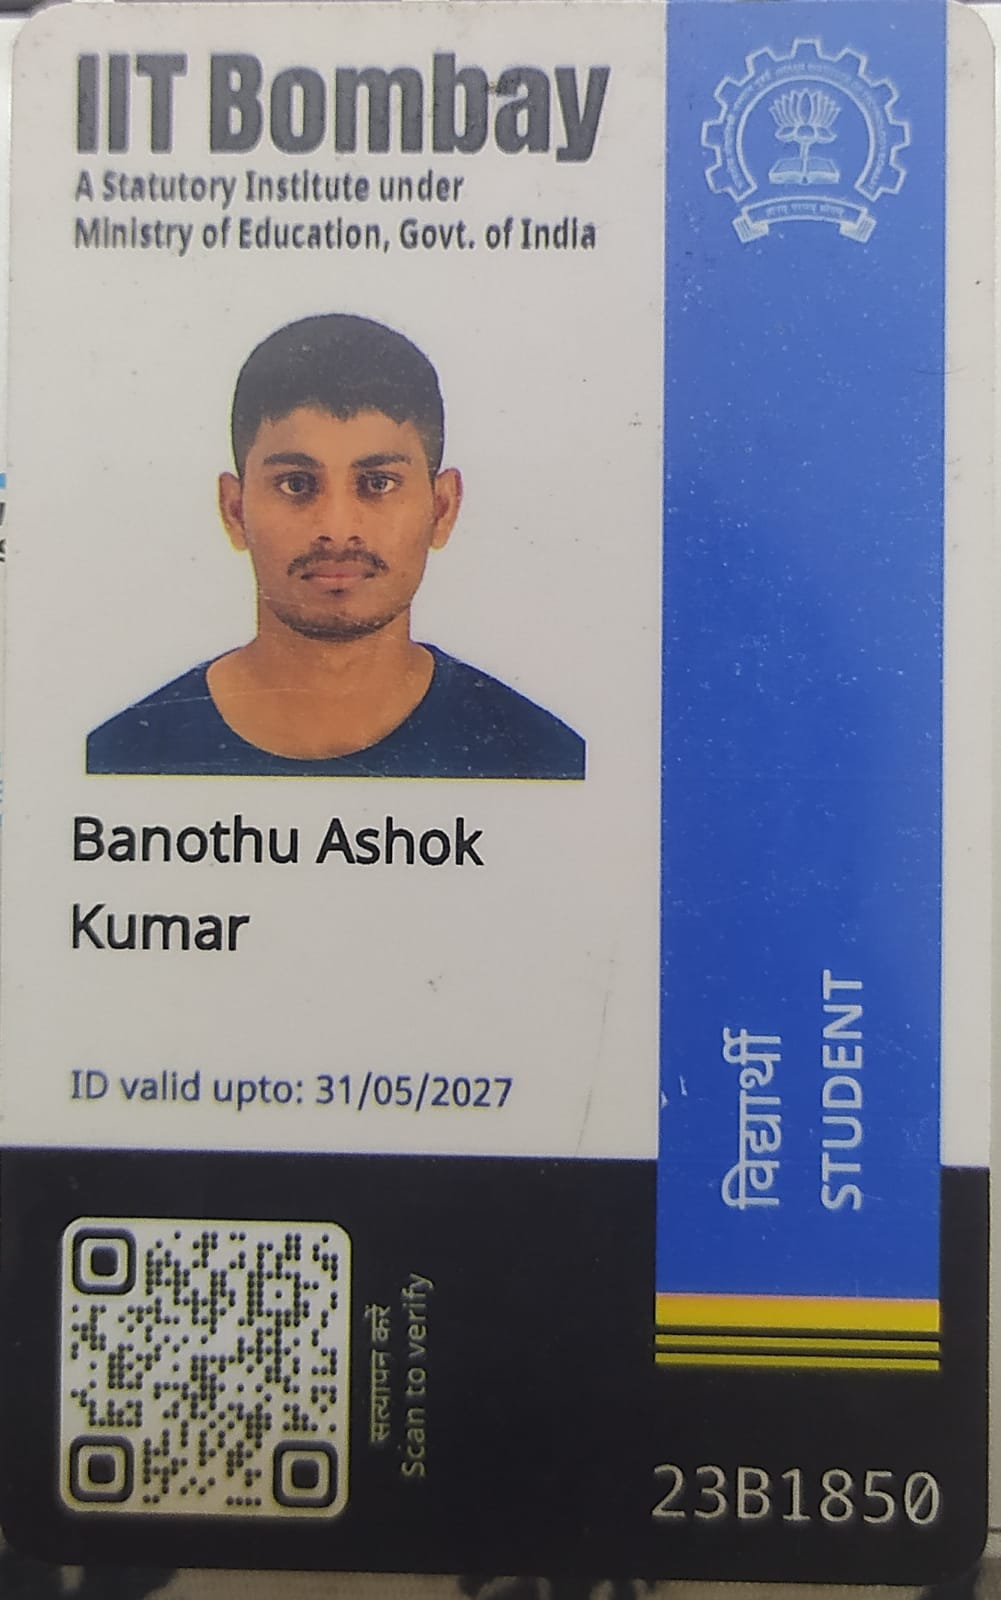 IIT Bombay
A Statutory Institute under
Ministry of Education, Govt. of India
Banothu Ashok
Kumar
ID valid upto: 31/05/2027
विद्यार्थी
STUDENT
सत्यापन करें
Scan to verify
23B1850